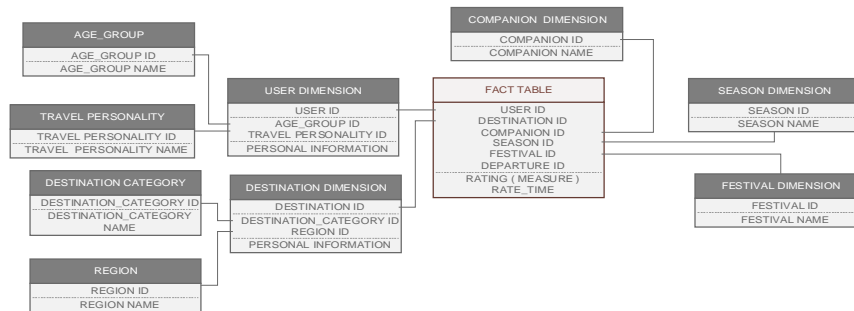 AGE_GROUP
AGE_GROUP ID
AGE_GROUP NAME
TRAVEL PERSONALITY
TRAVEL PERSONALITY ID
TRAVEL PERSONALITY NAME
DESTINATION CATEGORY
DESTINATION_CATEGORY ID
DESTINATION_CATEGORY
NAME
REGION
REGION ID
REGION NAME
USER DIMENSION
USER ID
AGE_GROUP ID
TRAVEL PERSONALITY ID
PERSONAL INFORMATION
DESTINATION DIMENSION
DESTINATION ID
DESTINATION_CATEGORY ID
REGION ID
PERSONAL INFORMATION
COMPANION DIMENSION
COMPANION ID
COMPANION NAME
FACT TABLE
USER ID
DESTINATION ID
COMPANION ID
SEASON ID
FESTIVAL ID
DEPARTURE ID
RATING ( MEASURE )
RATE_TIME
SEASON DIMENSION
SEASON ID
SEASON NAME
FESTIVAL DIMENSION
FESTIVAL ID
FESTIVAL NAME